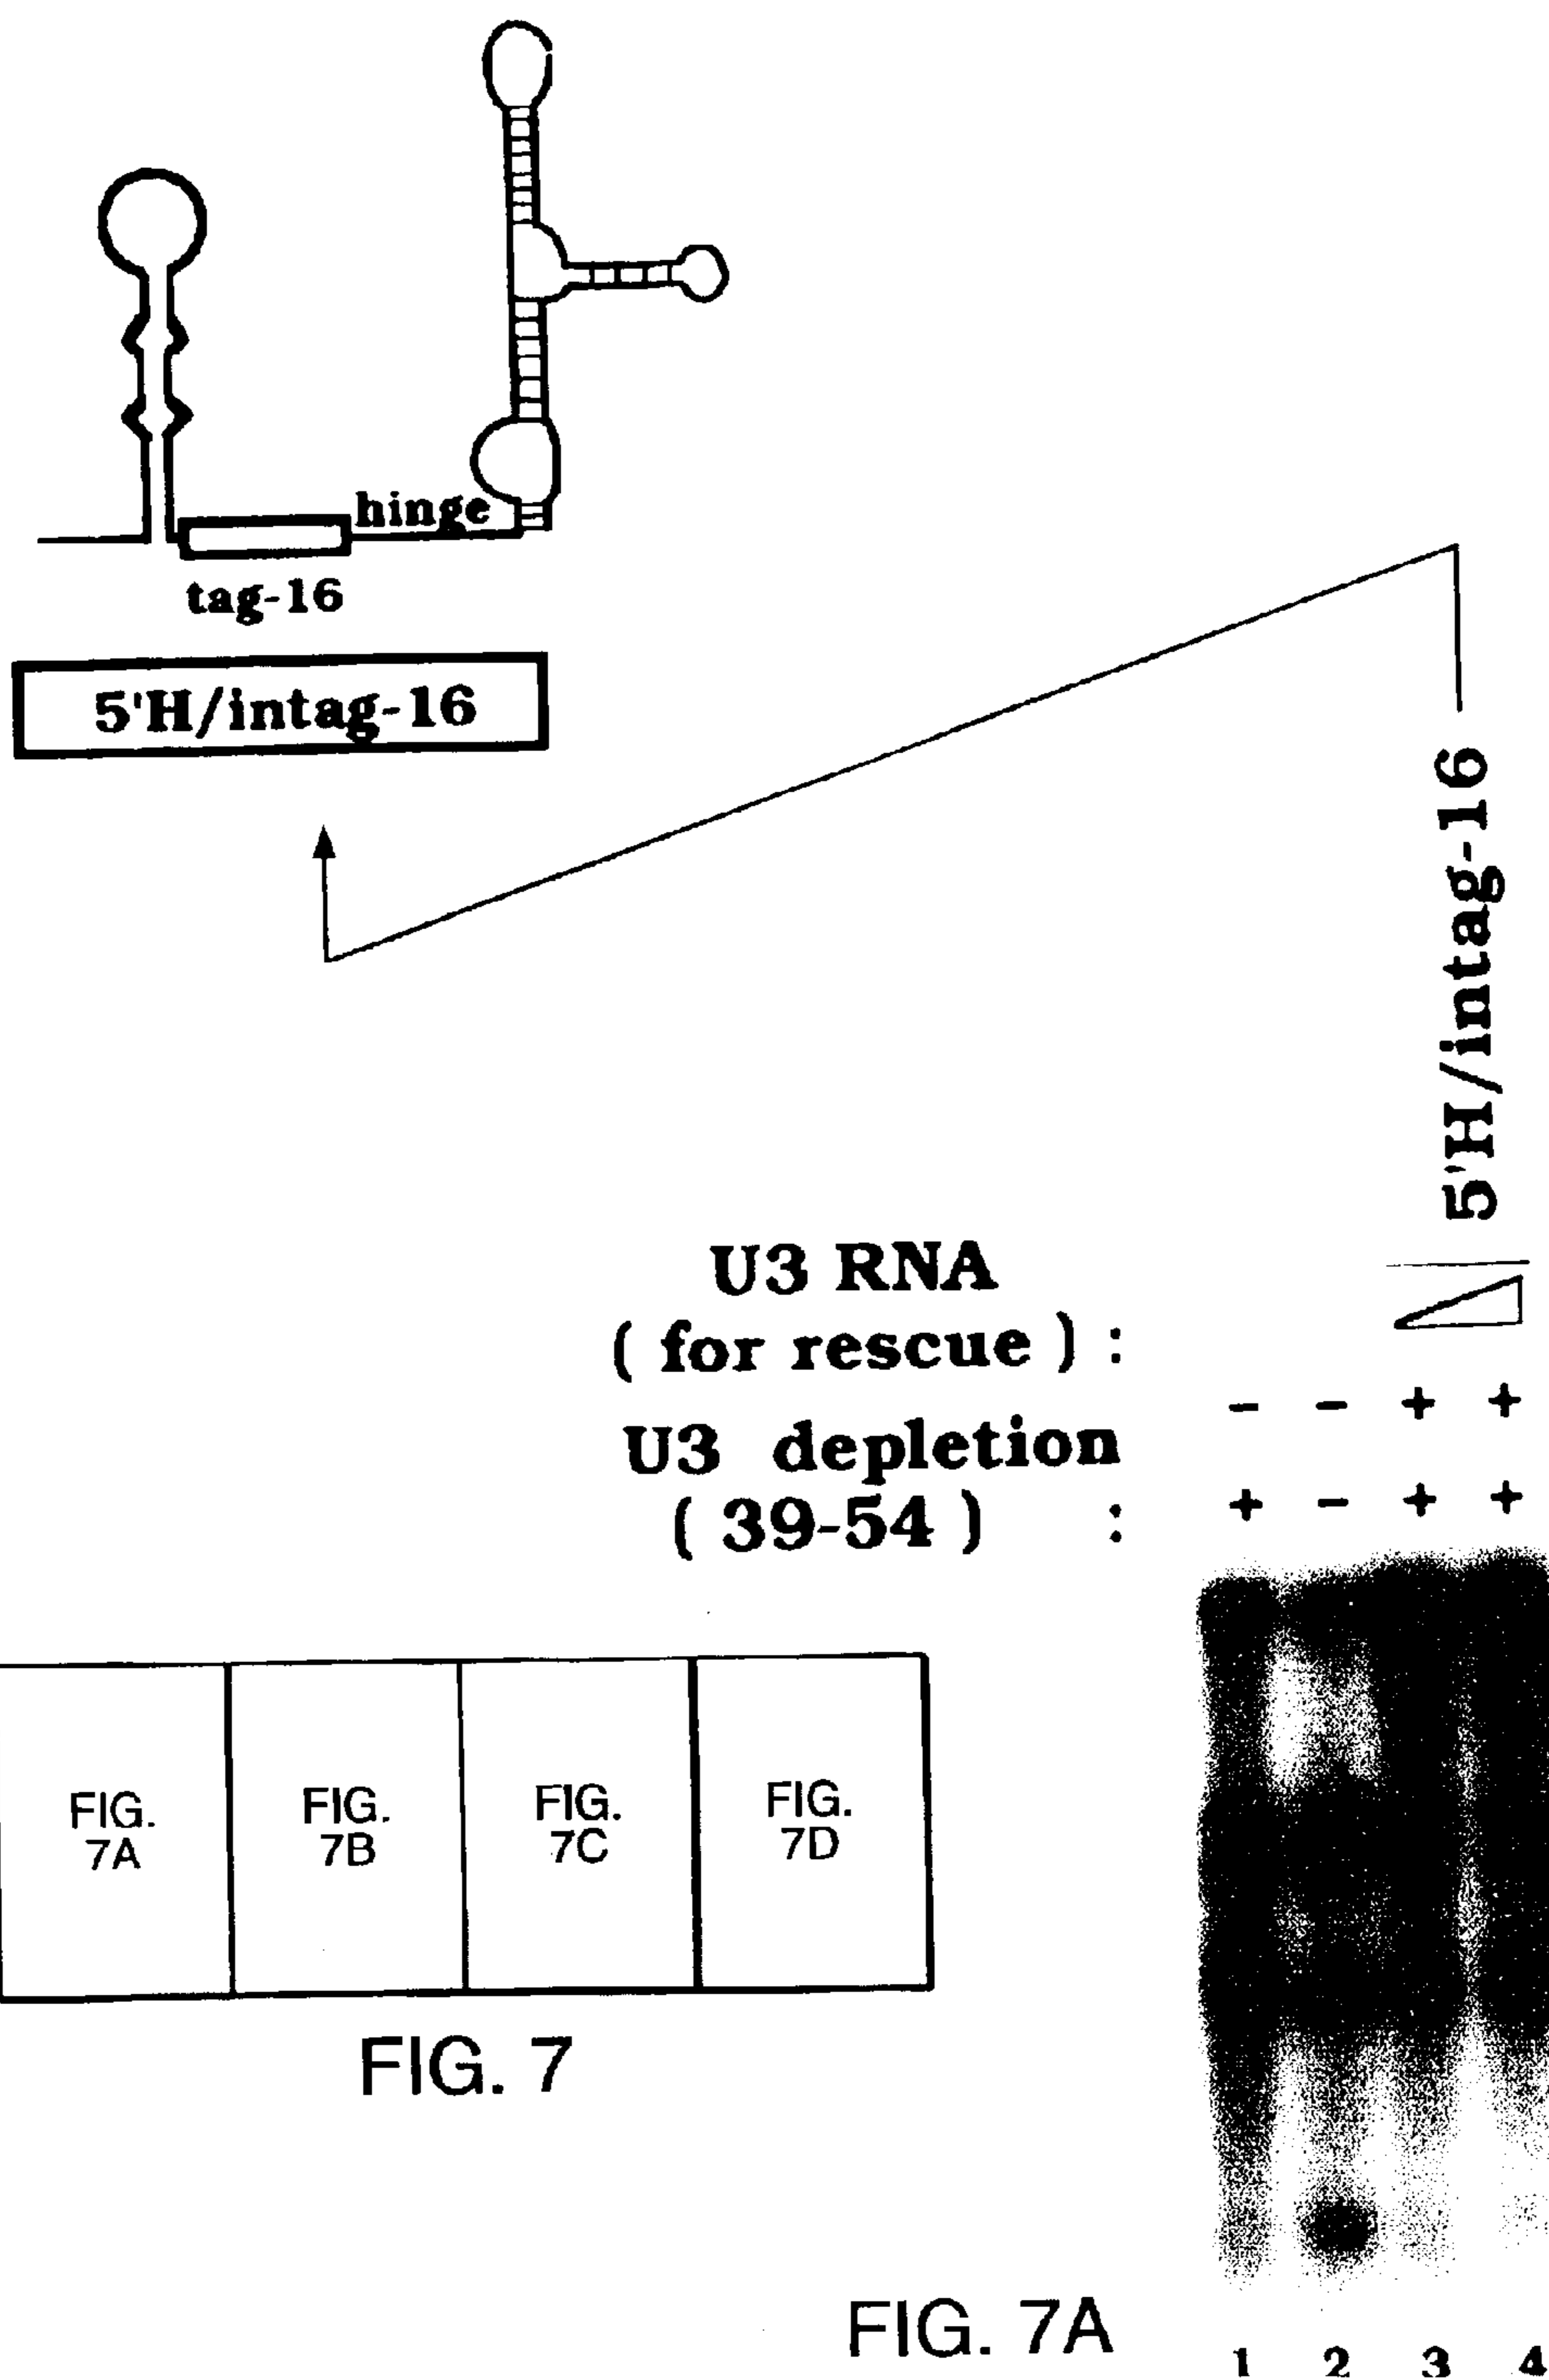 hinge
tag-16
5'H/intag-16
5'H/intag-16
U3 RNA
( for rescue ) :
- - + +
U3 depletion
( 39-54 ) :
+ - + +
FIG.
7A
FIG.
7B
FIG.
7C
FIG.
7D
FIG. 7
FIG. 7A
1 2 3 4